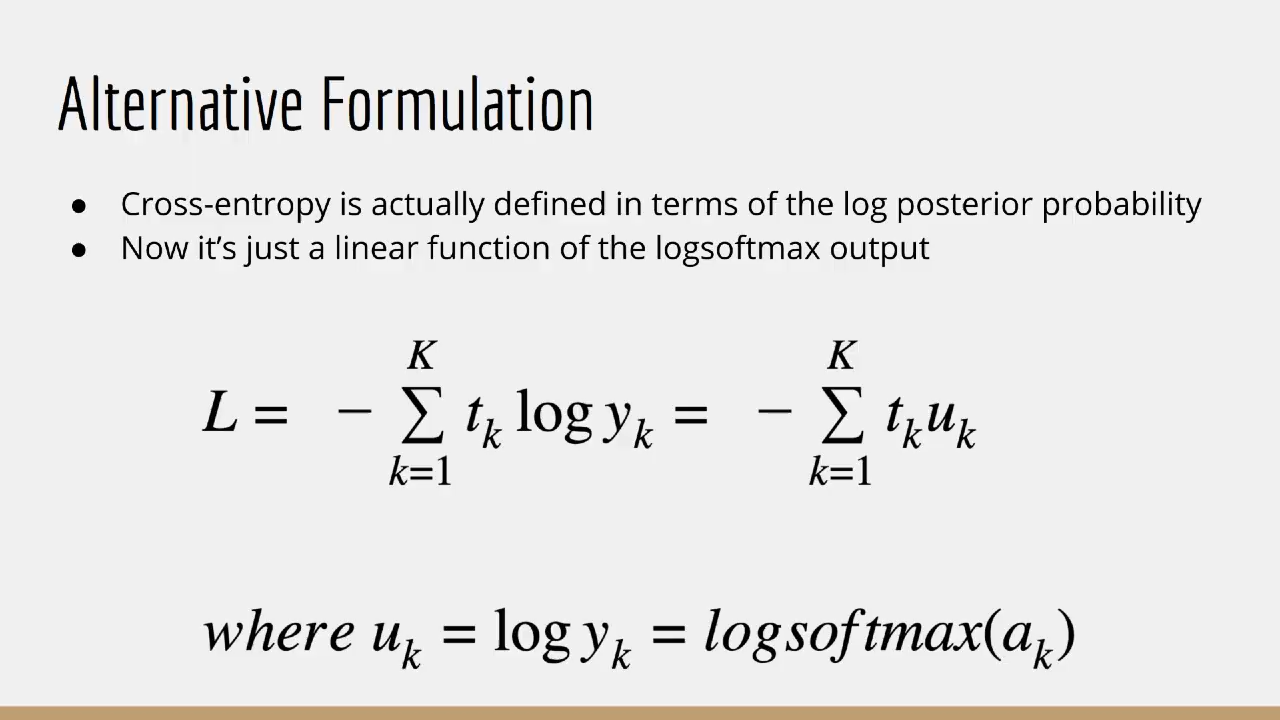 Alternative Formulation
● Cross-entropy is actually defined in terms of the log posterior probability
● Now it’s just a linear function of the logsoftmax output
L = − ∑_{k=1}^{K} t_k log y_k = − ∑_{k=1}^{K} t_k u_k
where u_k = log y_k = logsoftmax(a_k)